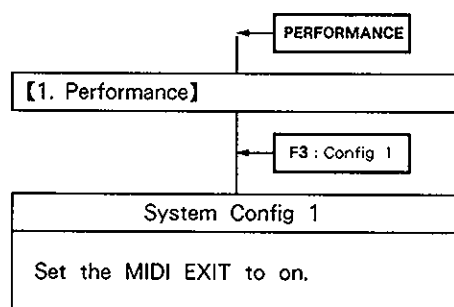 PERFORMANCE
【1. Performance】
F3 : Config 1
System Config 1
Set the MIDI EXIT to on.